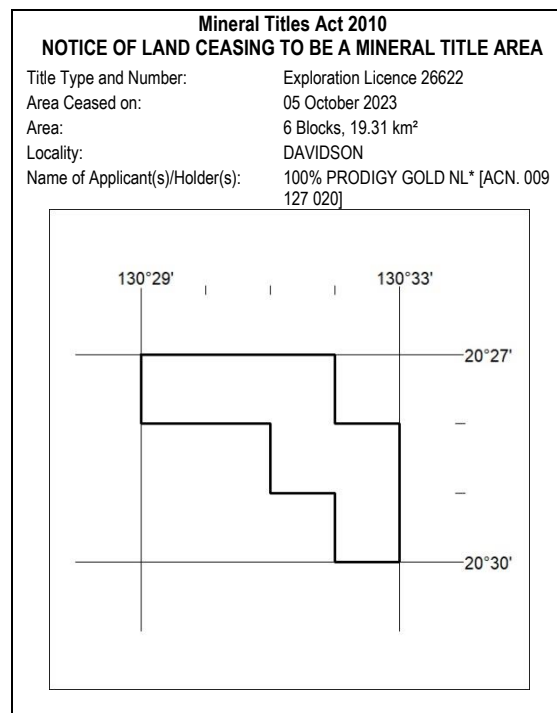 Mineral Titles Act 2010
NOTICE OF LAND CEASING TO BE A MINERAL TITLE AREA
Title Type and Number: Exploration Licence 26622
Area Ceased on: 05 October 2023
Area: 6 Blocks, 19.31 km²
Locality: DAVIDSON
Name of Applicant(s)/Holder(s): 100% PRODIGY GOLD NL* [ACN. 009
127 020]
130°29' 130°33'
20°27'
20°30'